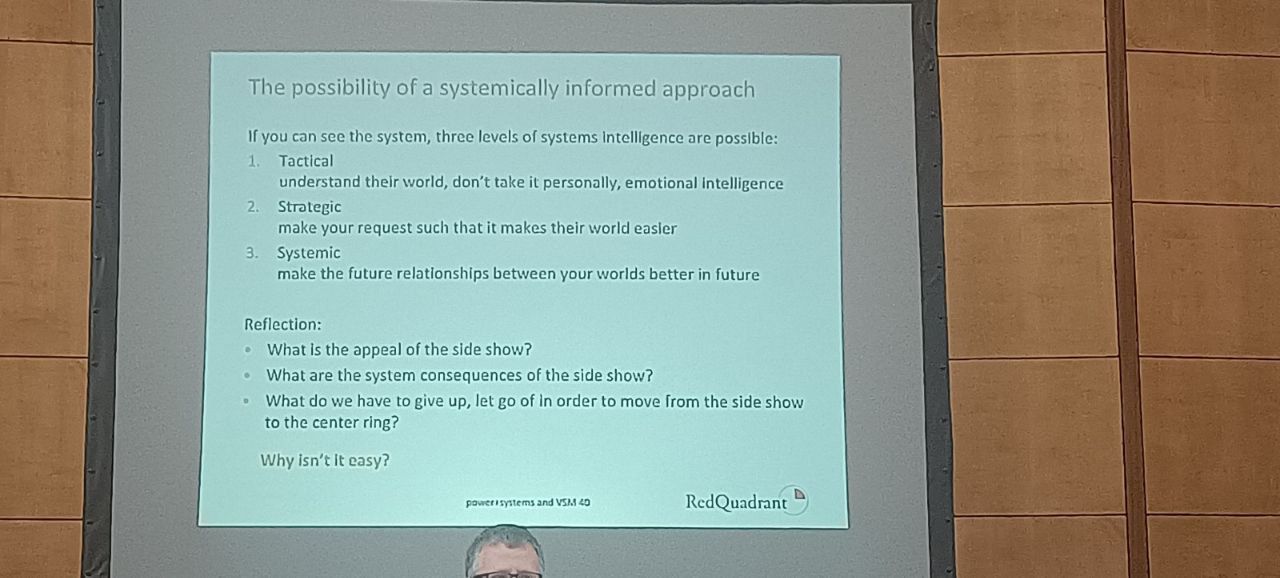 The possibility of a systemically informed approach
If you can see the system, three levels of systems intelligence are possible:
1. Tactical
understand their world, don't take it personally, emotional intelligence
2. Strategic
make your request such that it makes their world easier
3. Systemic
make the future relationships between your worlds better in future
Reflection:
• What is the appeal of the side show?
• What are the system consequences of the side show?
• What do we have to give up, let go of in order to move from the side show
to the center ring?
Why isn't it easy?
power+systems and VSM 40
RedQuadrant